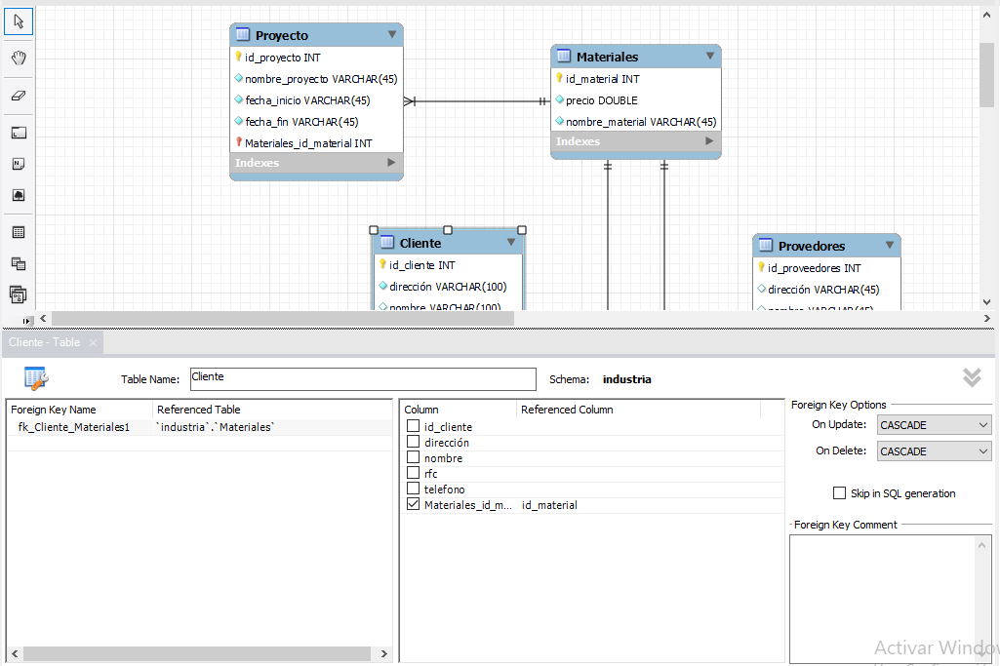 Proyecto
id_proyecto INT
nombre_proyecto VARCHAR(45)
fecha_inicio VARCHAR(45)
fecha_fin VARCHAR(45)
Materiales_id_material INT
Indexes
Materiales
id_material INT
precio DOUBLE
nombre_material VARCHAR(45)
Indexes
Cliente
id_cliente INT
dirección VARCHAR(100)
nombre VARCHAR(100)
Provedores
id_proveedores INT
dirección VARCHAR(45)
nombre VARCHAR(45)
Cliente - Table
Table Name: Cliente Schema: industria
Foreign Key Name Referenced Table
fk_Cliente_Materiales1 `industria`.`Materiales`
Column Referenced Column
id_cliente
dirección
nombre
rfc
telefono
Materiales_id_m... id_material
Foreign Key Options
On Update: CASCADE
On Delete: CASCADE
Skip in SQL generation
Foreign Key Comment
Activar Window